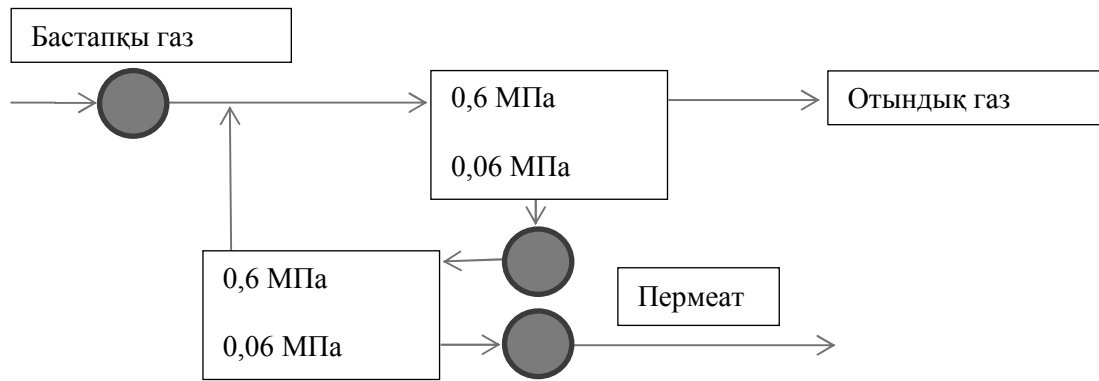 Бастапқы газ
0,6 МПа
0,06 МПа
Отындық газ
0,6 МПа
0,06 МПа
Пермеат